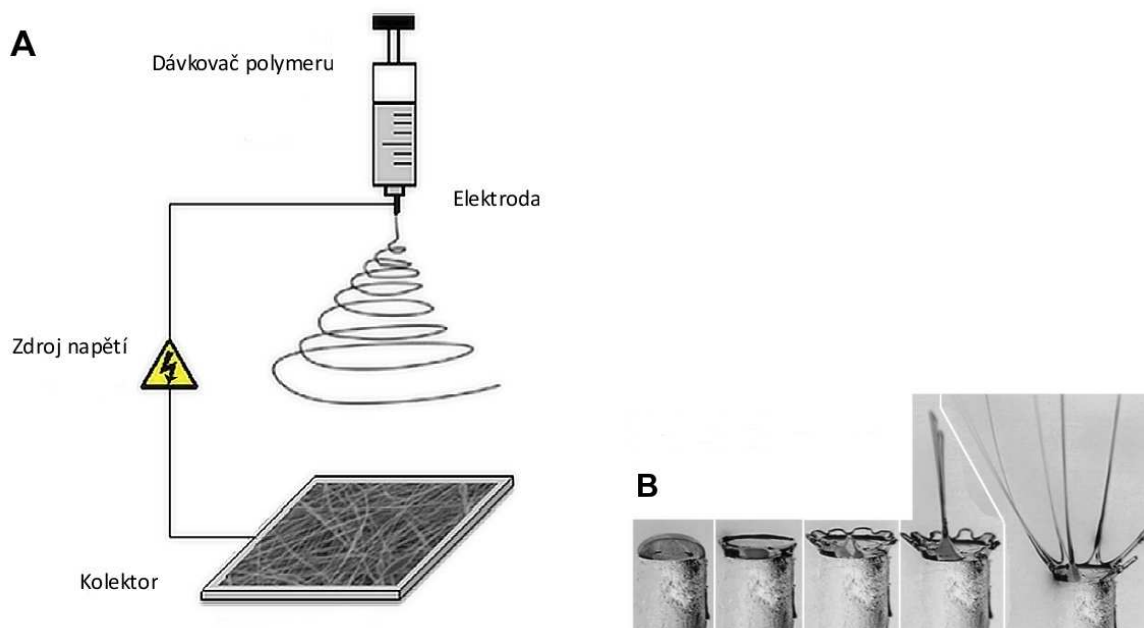 A
Dávkovač polymeru
Elektroda
Zdroj napětí
Kolektor
B